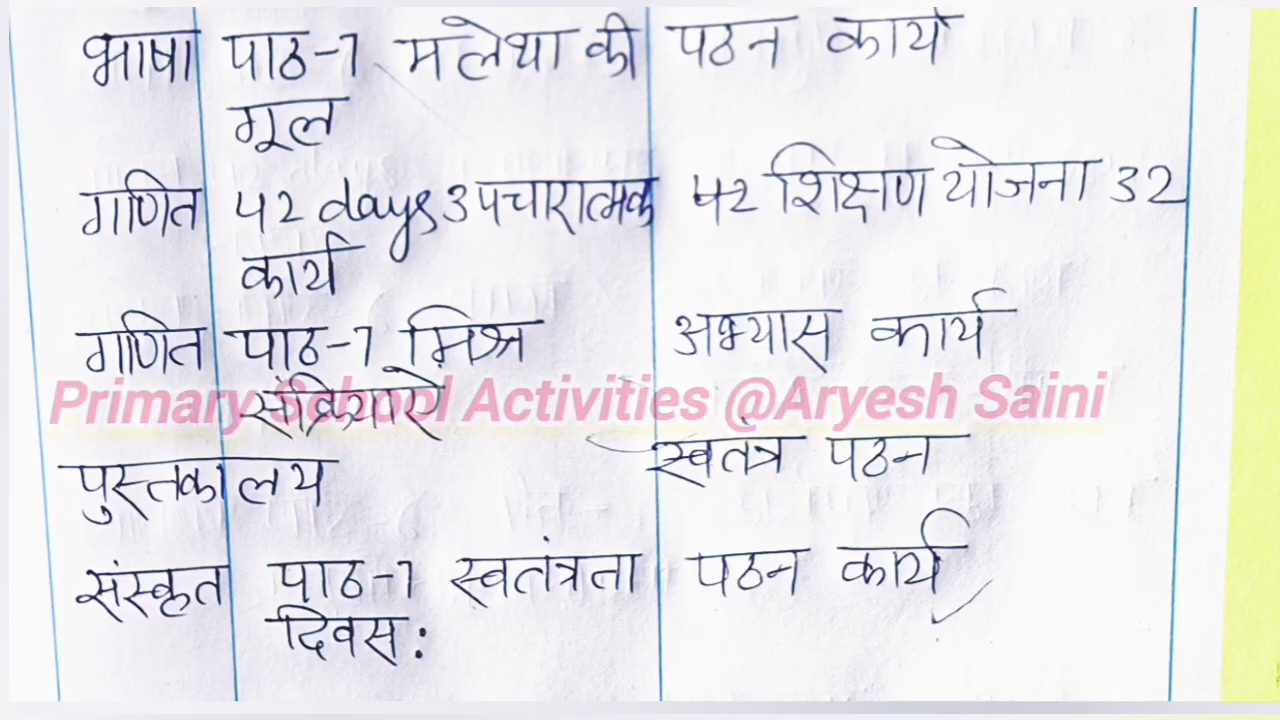 भाषा पाठ-1 मलेथा की पठन कार्य
गूल
गणित 42 days उपचारात्मक 42 शिक्षण योजना 32
कार्य
गणित पाठ-1 मिश्र अभ्यास कार्य
संक्रियाएं
Primary School Activities @Aryesh Saini
पुस्तकालय स्वतंत्र पठन
संस्कृत पाठ-1 स्वतंत्रता पठन कार्य
दिवस: